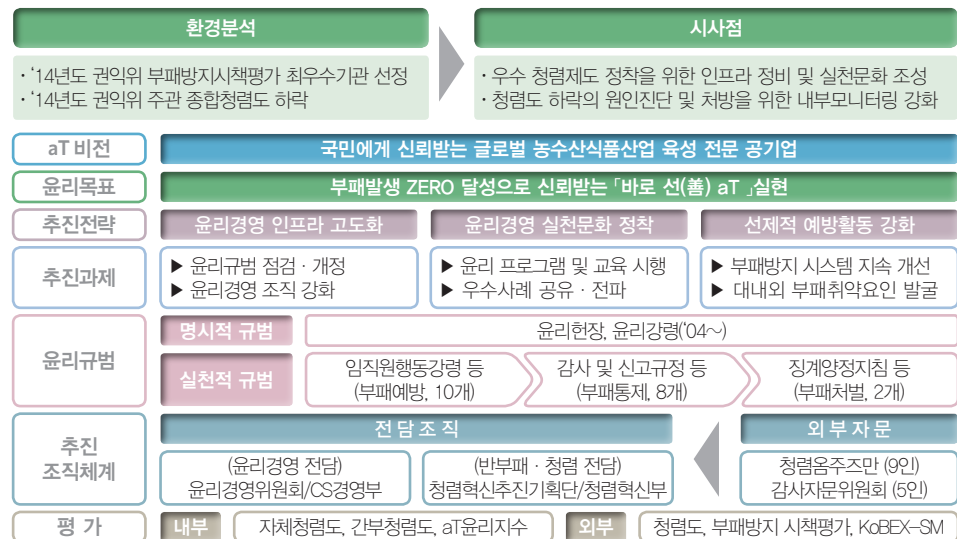 환경분석
시사점
· ‘14년도 권익위 부패방지시책평가 최우수기관 선정
· ‘14년도 권익위 주관 종합청렴도 하락
· 우수 청렴제도 정착을 위한 인프라 정비 및 실천문화 조성
· 청렴도 하락의 원인진단 및 처방을 위한 내부모니터링 강화
aT 비전
국민에게 신뢰받는 글로벌 농수산식품산업 육성 전문 공기업
윤리목표
부패발생 ZERO 달성으로 신뢰받는 「바로 선(善) aT 」실현
추진전략
윤리경영 인프라 고도화
윤리경영 실천문화 정착
선제적 예방활동 강화
추진과제
▶ 윤리규범 점검 · 개정
▶ 윤리경영 조직 강화
▶ 윤리 프로그램 및 교육 시행
▶ 우수사례 공유 · 전파
▶ 부패방지 시스템 지속 개선
▶ 대내외 부패취약요인 발굴
윤리규범
명시적 규범
윤리헌장, 윤리강령(‘04~)
실천적 규범
임직원행동강령 등
(부패예방, 10개)
감사 및 신고규정 등
(부패통제, 8개)
징계양정지침 등
(부패처벌, 2개)
추진
조직체계
전담조직
외부자문
(윤리경영 전담)
윤리경영위원회/CS경영부
(반부패 · 청렴 전담)
청렴혁신추진기획단/청렴혁신부
청렴옴주즈만 (9인)
감사자문위원회 (5인)
평 가
내부
자체청렴도, 간부청렴도, aT윤리지수
외부
청렴도, 부패방지 시책평가, KoBEX-SM